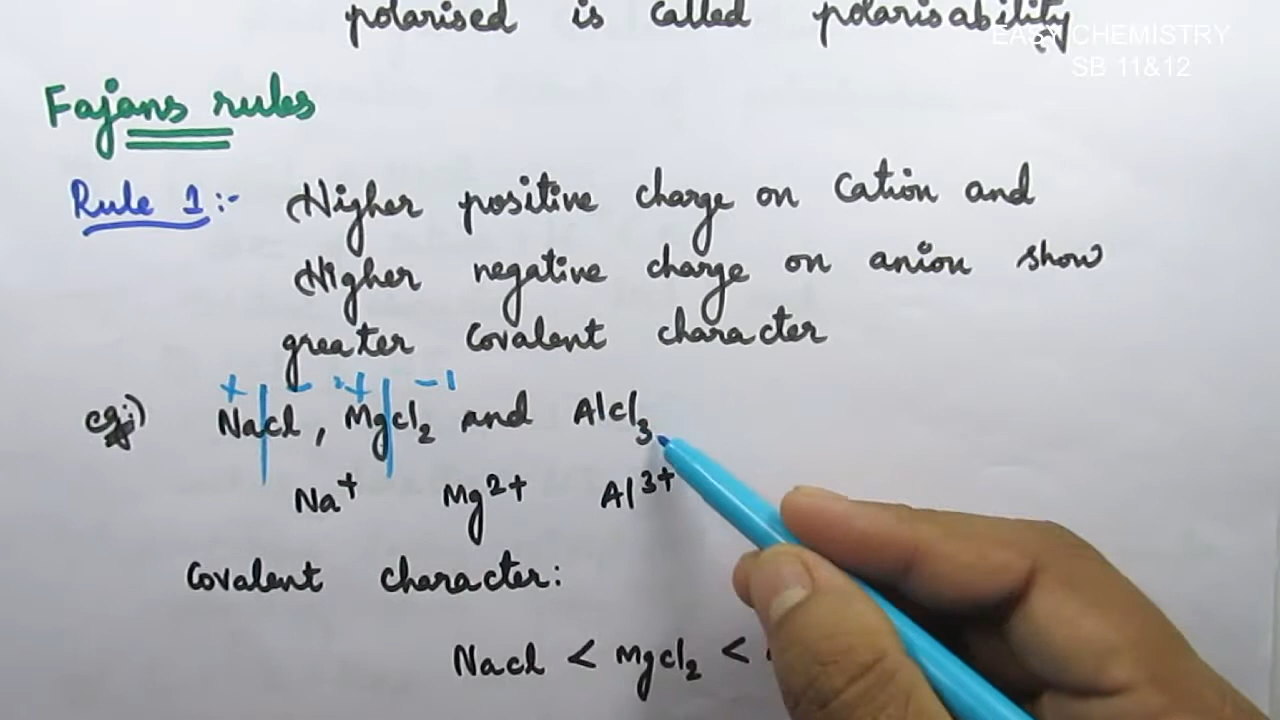 polarised is called polarisability
EASY CHEMISTRY
SB 11&12
Fajans rules
Rule 1:- Higher positive charge on Cation and
Higher negative charge on anion show
greater Covalent character
+ - 2+ -1
eg:) Nacl, Mgcl2 and Alcl3
Na+ Mg2+ Al3+
Covalent character:
Nacl < Mgcl2 <